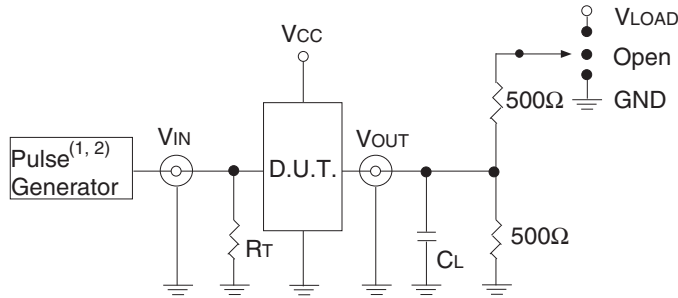 VLOAD
VCC
Open
500Ω
GND
VIN
VOUT
Pulse(1, 2)
Generator
D.U.T.
RT
CL
500Ω